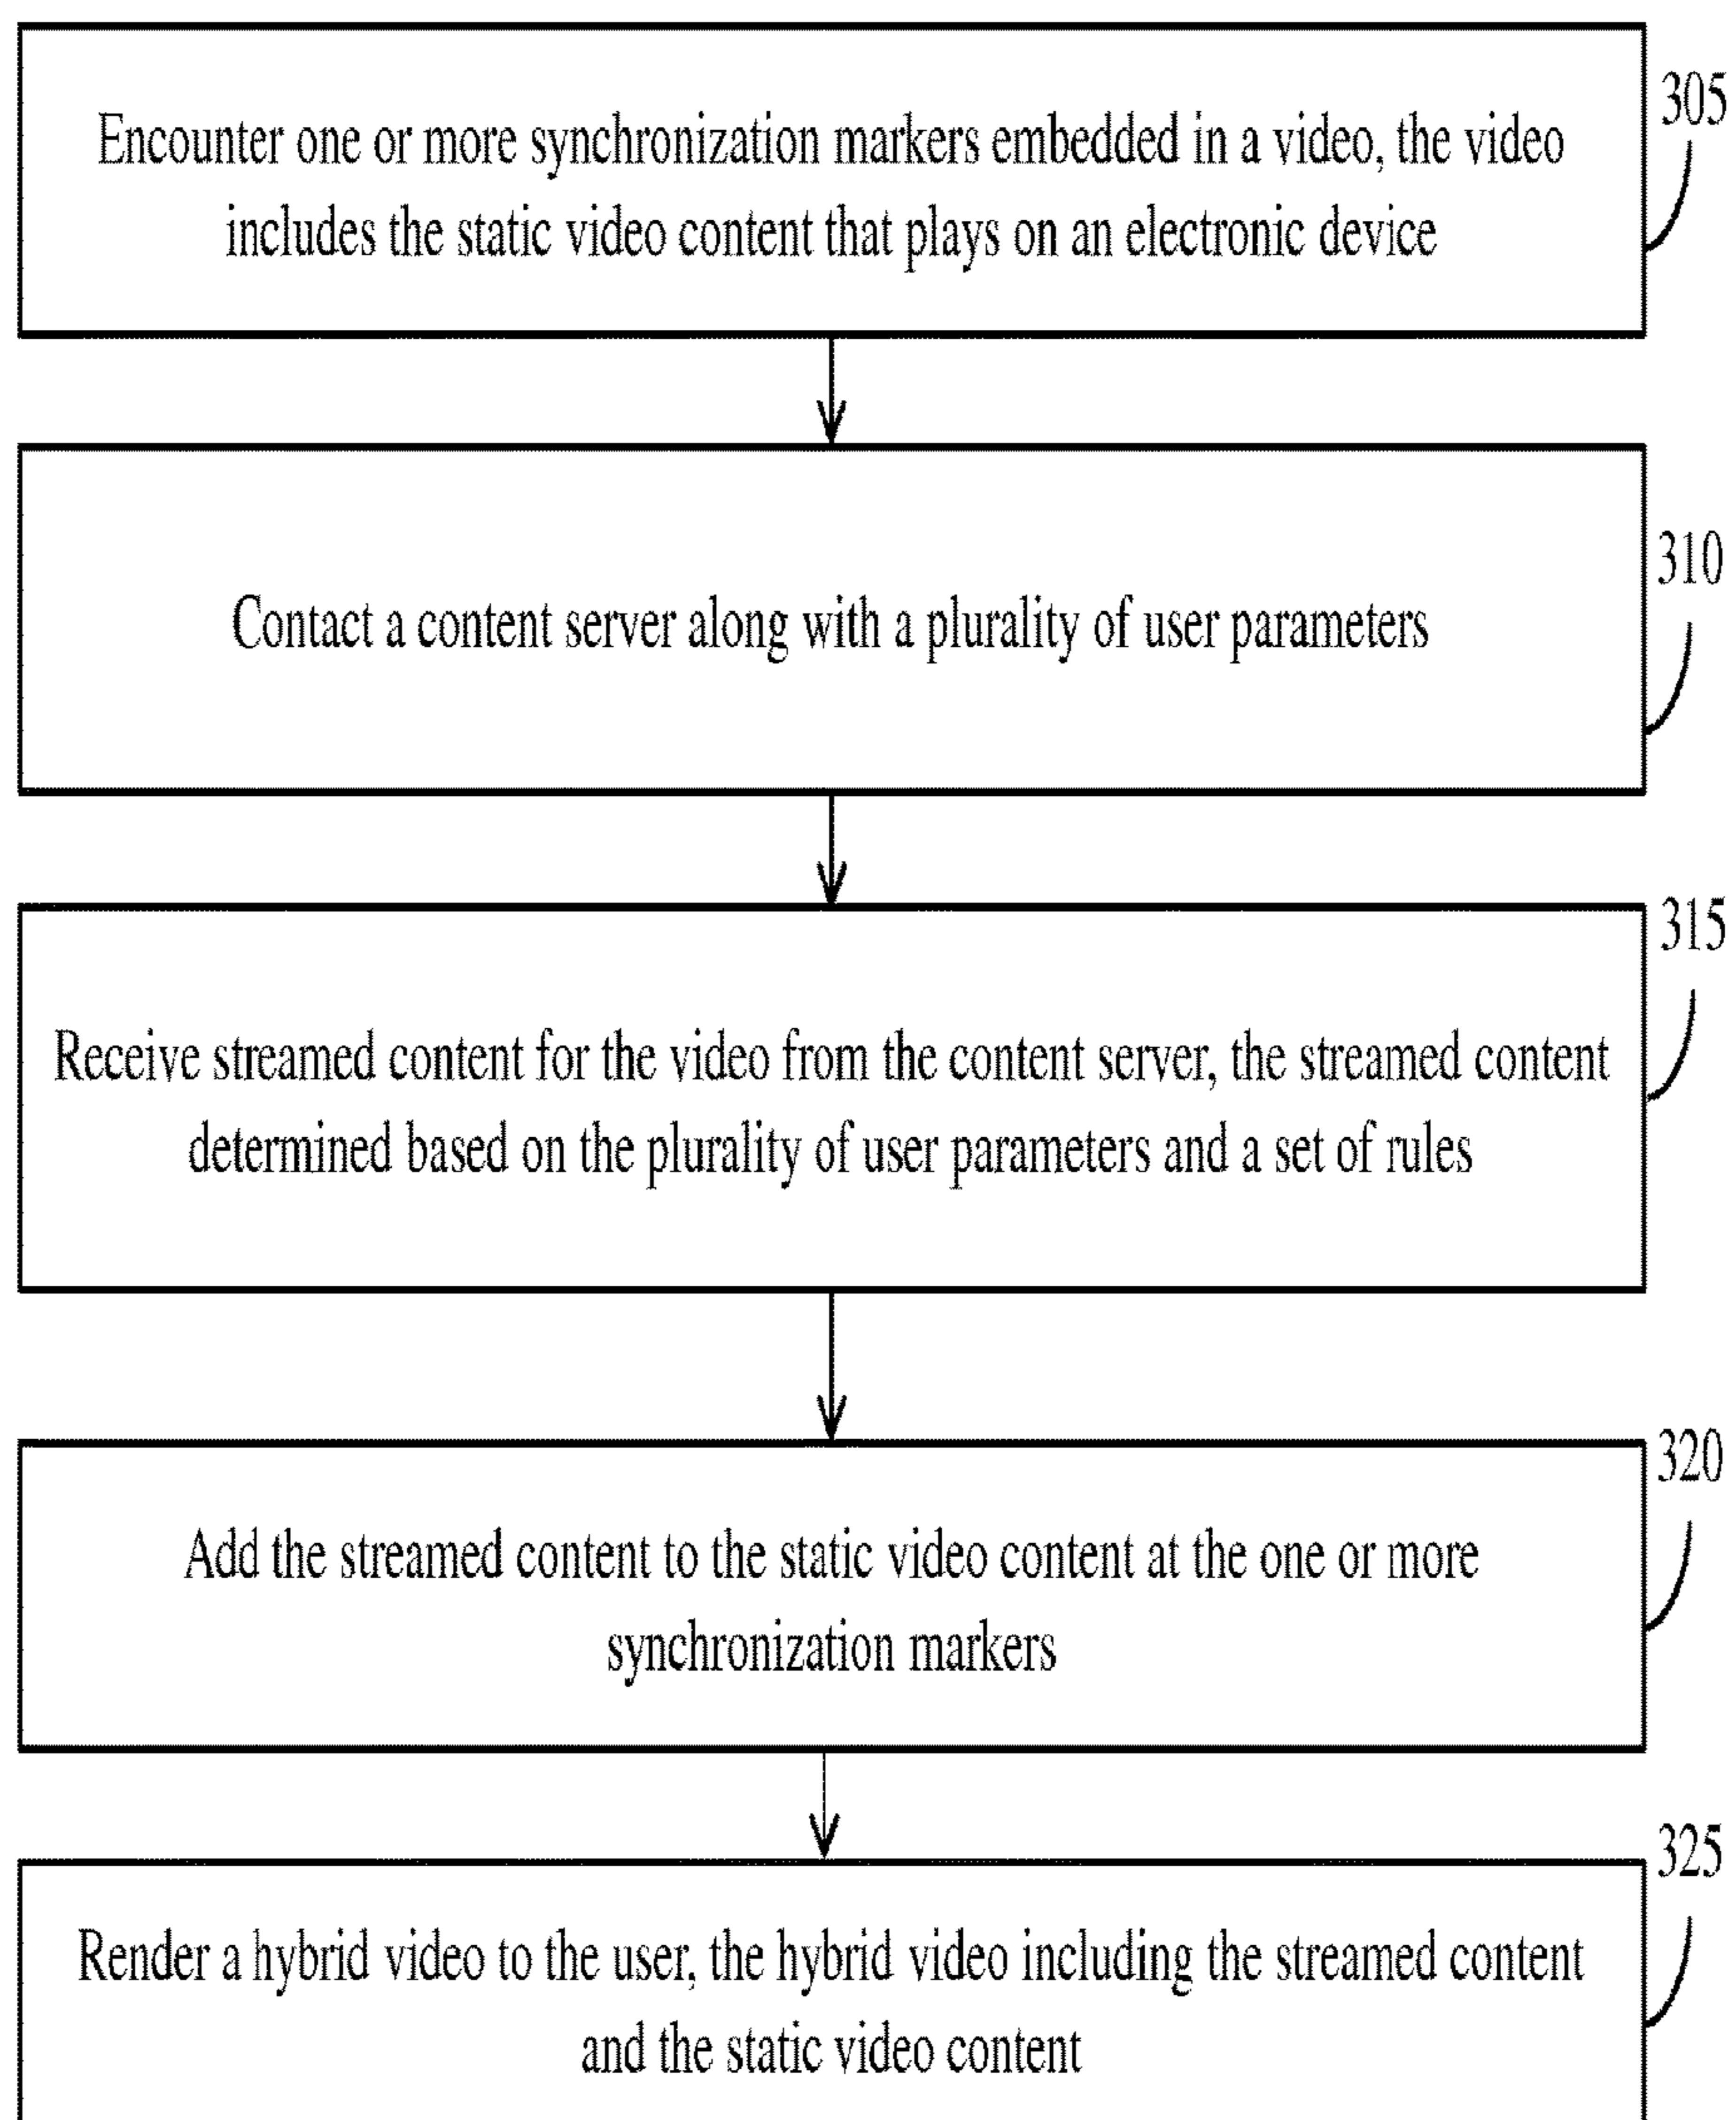 305
Encounter one or more synchronization markers embedded in a video, the video
includes the static video content that plays on an electronic device
310
Contact a content server along with a plurality of user parameters
315
Receive streamed content for the video from the content server, the streamed content
determined based on the plurality of user parameters and a set of rules
320
Add the streamed content to the static video content at the one or more
synchronization markers
325
Render a hybrid video to the user, the hybrid video including the streamed content
and the static video content